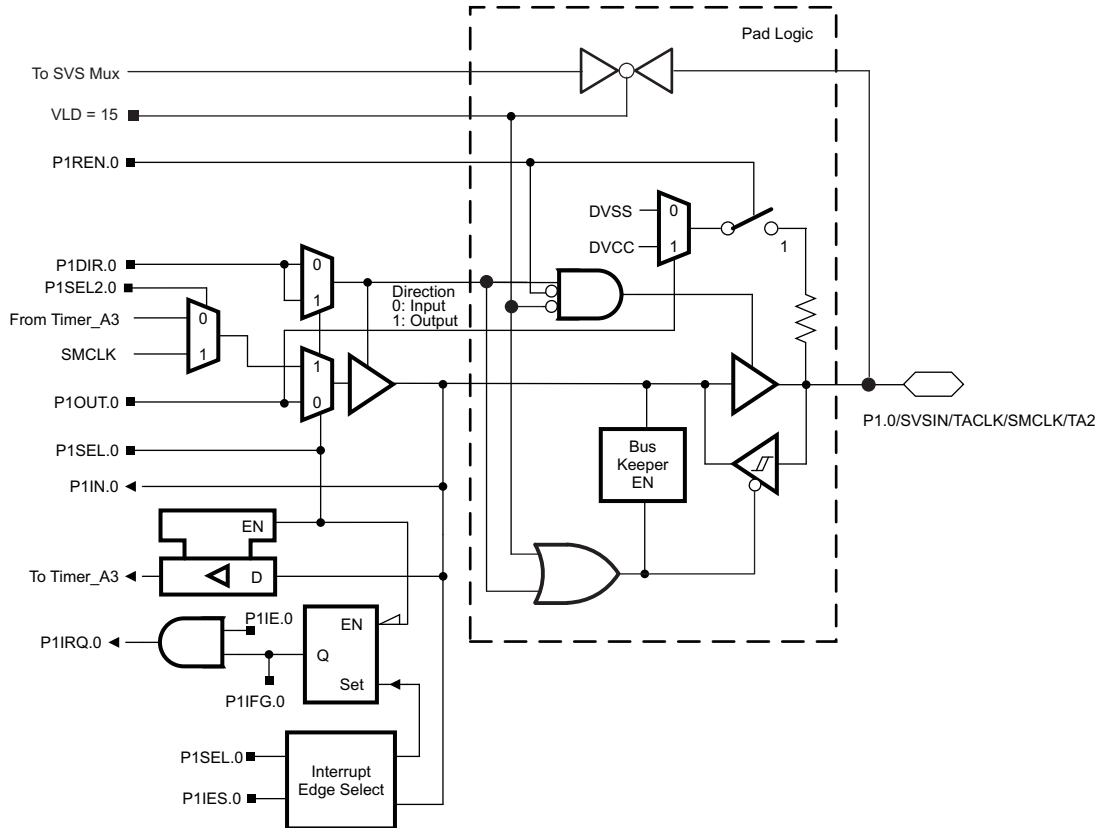 Pad Logic
To SVS Mux
VLD = 15
P1REN.0
DVSS
0
DVCC
1
1
P1DIR.0
0
P1SEL2.0
1
Direction
0: Input
1: Output
From Timer_A3
0
SMCLK
1
1
P1OUT.0
0
P1.0/SVSIN/TACLK/SMCLK/TA2
Bus
Keeper
EN
P1SEL.0
P1IN.0
EN
To Timer_A3
D
P1IE.0
EN
P1IRQ.0
Q
Set
P1IFG.0
P1SEL.0
Interrupt
Edge Select
P1IES.0